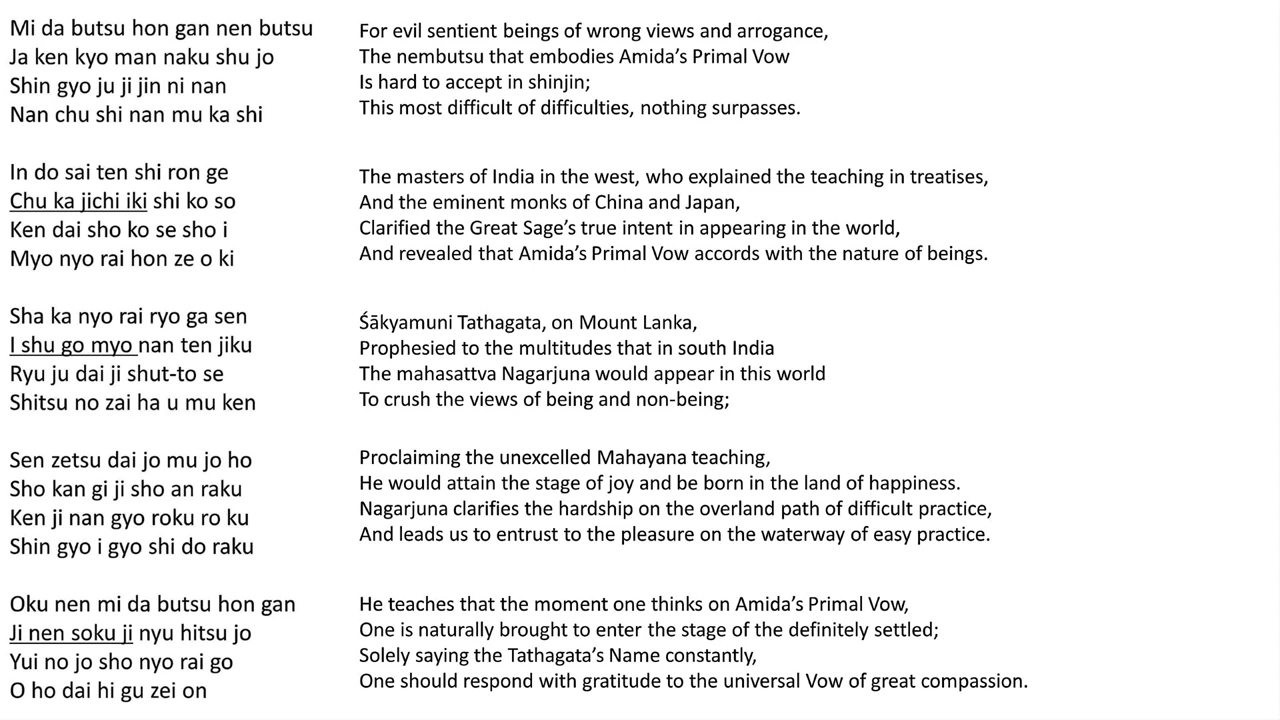 Mi da butsu hon gan nen butsu
Ja ken kyo man naku shu jo
Shin gyo ju ji jin ni nan
Nan chu shi nan mu ka shi
For evil sentient beings of wrong views and arrogance,
The nembutsu that embodies Amida’s Primal Vow
Is hard to accept in shinjin;
This most difficult of difficulties, nothing surpasses.
In do sai ten shi ron ge
Chu ka jichi iki shi ko so
Ken dai sho ko se sho i
Myo nyo rai hon ze o ki
The masters of India in the west, who explained the teaching in treatises,
And the eminent monks of China and Japan,
Clarified the Great Sage’s true intent in appearing in the world,
And revealed that Amida’s Primal Vow accords with the nature of beings.
Sha ka nyo rai ryo ga sen
I shu go myo nan ten jiku
Ryu ju dai ji shut-to se
Shitsu no zai ha u mu ken
Śākyamuni Tathagata, on Mount Lanka,
Prophesied to the multitudes that in south India
The mahasattva Nagarjuna would appear in this world
To crush the views of being and non-being;
Sen zetsu dai jo mu jo ho
Sho kan gi ji sho an raku
Ken ji nan gyo roku ro ku
Shin gyo i gyo shi do raku
Proclaiming the unexcelled Mahayana teaching,
He would attain the stage of joy and be born in the land of happiness.
Nagarjuna clarifies the hardship on the overland path of difficult practice,
And leads us to entrust to the pleasure on the waterway of easy practice.
Oku nen mi da butsu hon gan
Ji nen soku ji nyu hitsu jo
Yui no jo sho nyo rai go
O ho dai hi gu zei on
He teaches that the moment one thinks on Amida’s Primal Vow,
One is naturally brought to enter the stage of the definitely settled;
Solely saying the Tathagata’s Name constantly,
One should respond with gratitude to the universal Vow of great compassion.